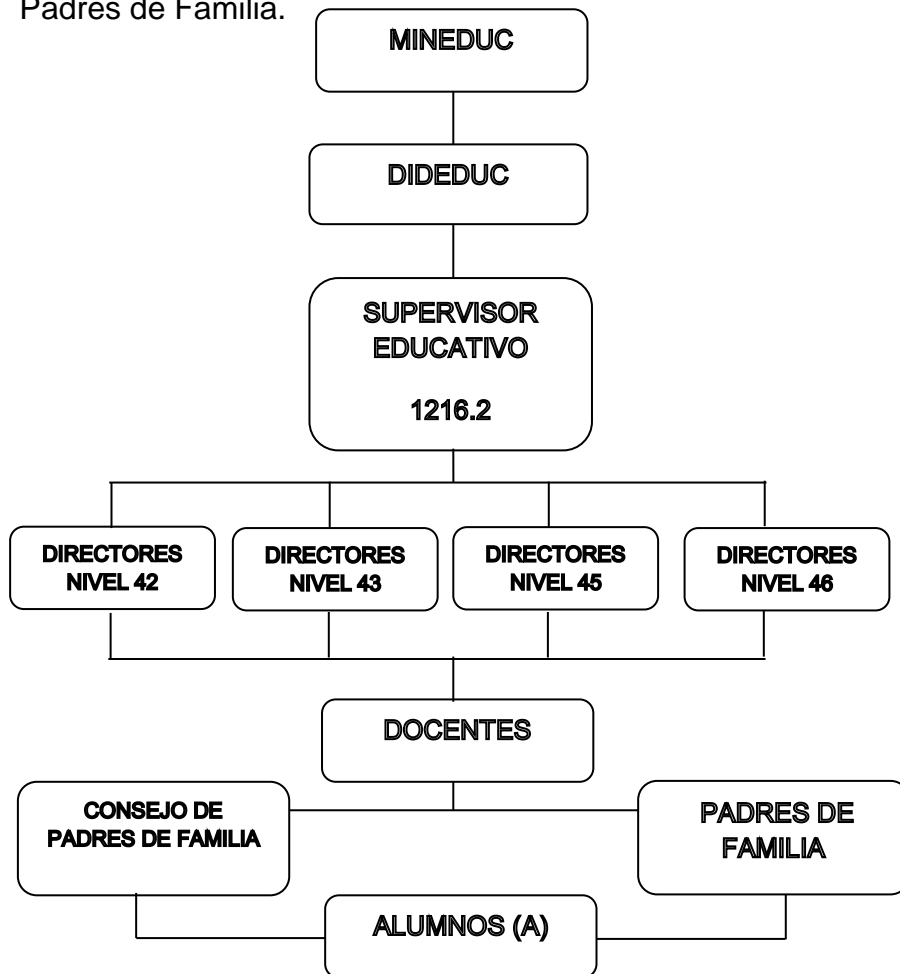 Padres de Familia.
MINEDUC
DIDEDUC
SUPERVISOR
EDUCATIVO
1216.2
DIRECTORES
NIVEL 42
DIRECTORES
NIVEL 43
DIRECTORES
NIVEL 45
DIRECTORES
NIVEL 46
DOCENTES
CONSEJO DE
PADRES DE FAMILIA
PADRES DE
FAMILIA
ALUMNOS (A)